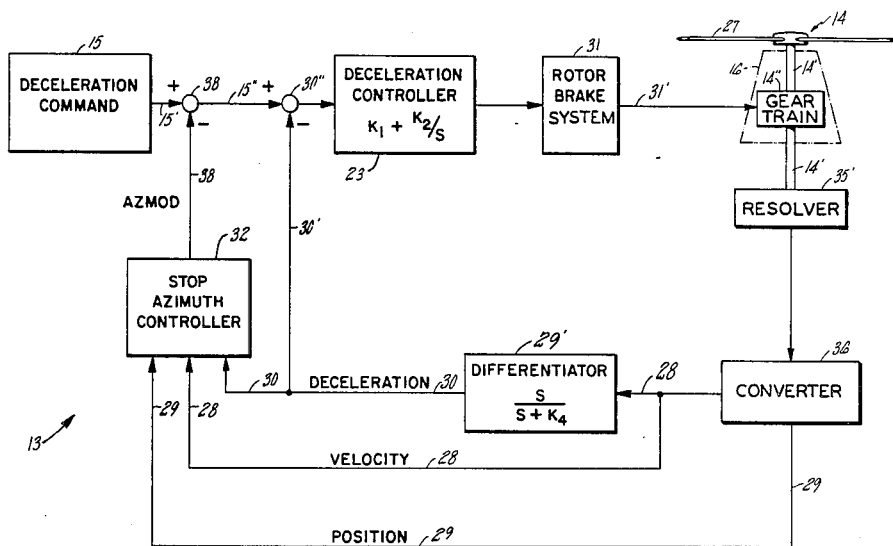 15
DECELERATION
COMMAND
+
38
15'
−
15"
+
30"
−
DECELERATION
CONTROLLER
K1 + K2/S
23
31
ROTOR
BRAKE
SYSTEM
31'
27
14
16
14'
14"
GEAR
TRAIN
14'
35'
RESOLVER
AZMOD
38
30'
32
STOP
AZIMUTH
CONTROLLER
29'
DIFFERENTIATOR
S
S + K4
28
36
CONVERTER
30
DECELERATION
30
29
28
13
VELOCITY
28
29
POSITION
29